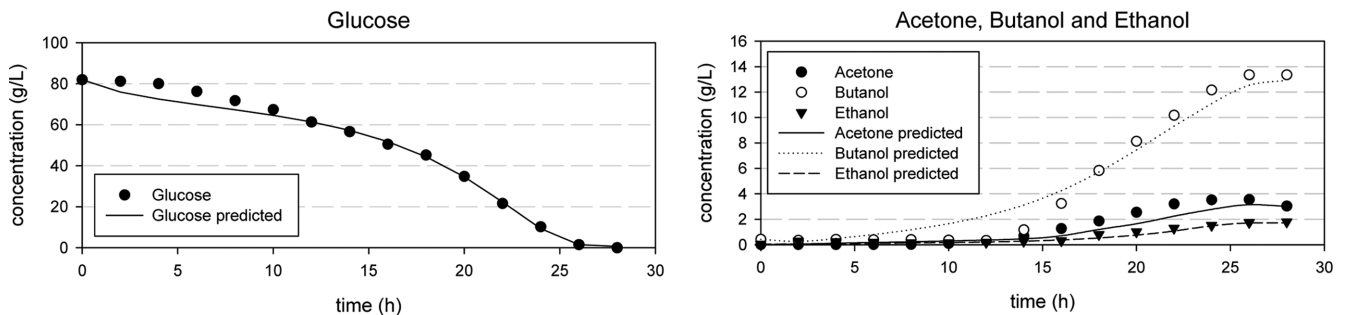 Glucose
concentration (g/L)
100
80
60
40
20
0
Glucose
Glucose predicted
0 5 10 15 20 25 30
time (h)
Acetone, Butanol and Ethanol
concentration (g/L)
16
14
12
10
8
6
4
2
0
Acetone
Butanol
Ethanol
Acetone predicted
Butanol predicted
Ethanol predicted
0 5 10 15 20 25 30
time (h)